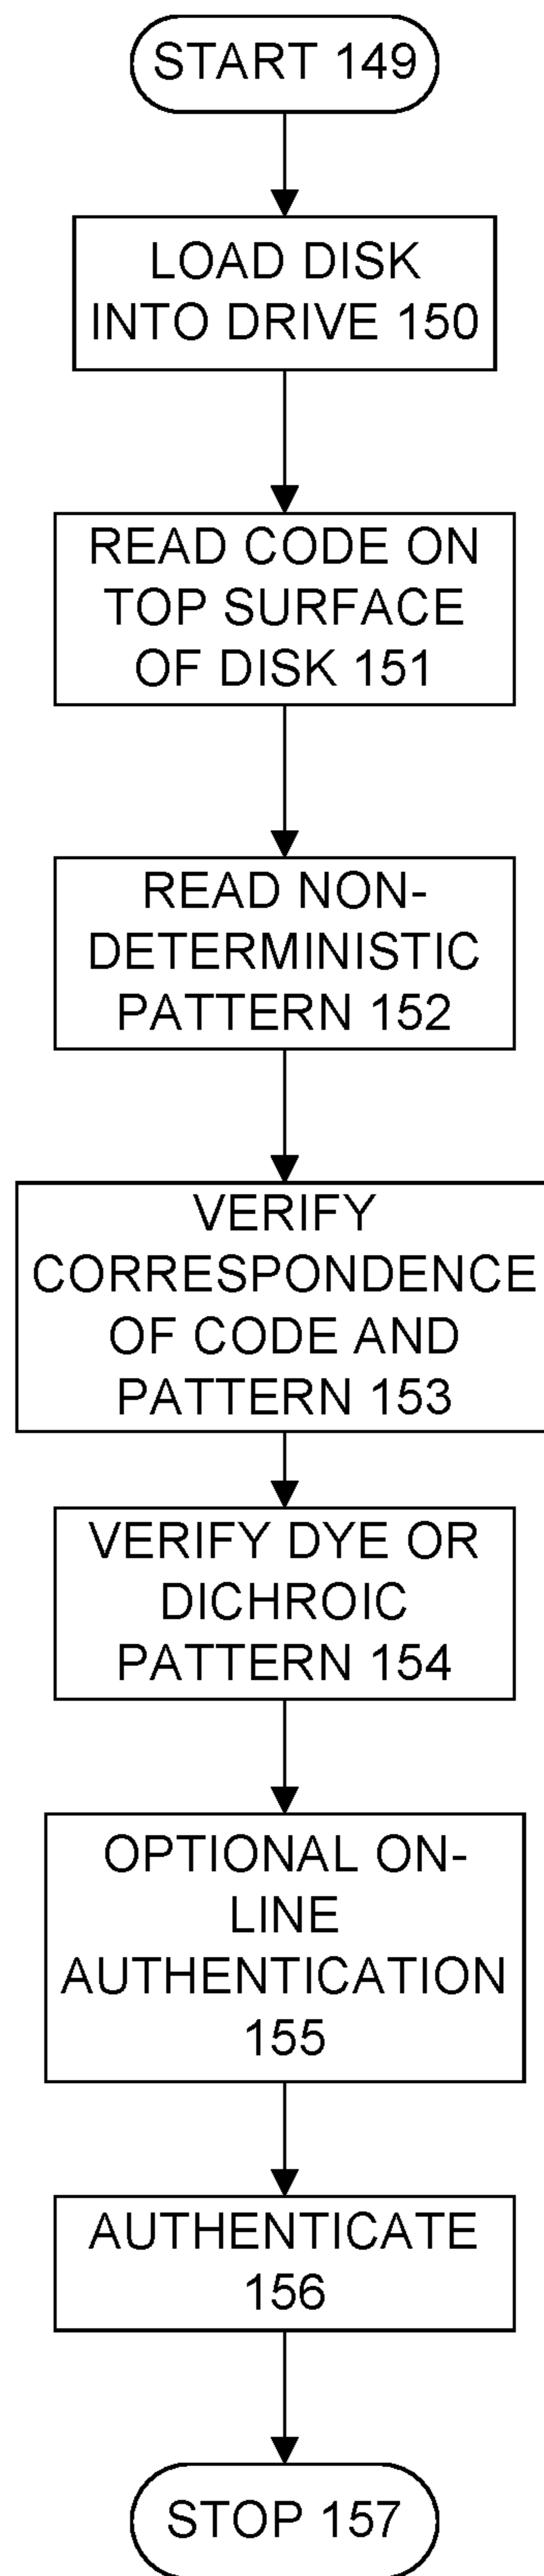 START 149
LOAD DISK
INTO DRIVE 150
READ CODE ON
TOP SURFACE
OF DISK 151
READ NON-
DETERMINISTIC
PATTERN 152
VERIFY
CORRESPONDENCE
OF CODE AND
PATTERN 153
VERIFY DYE OR
DICHROIC
PATTERN 154
OPTIONAL ON-
LINE
AUTHENTICATION
155
AUTHENTICATE
156
STOP 157